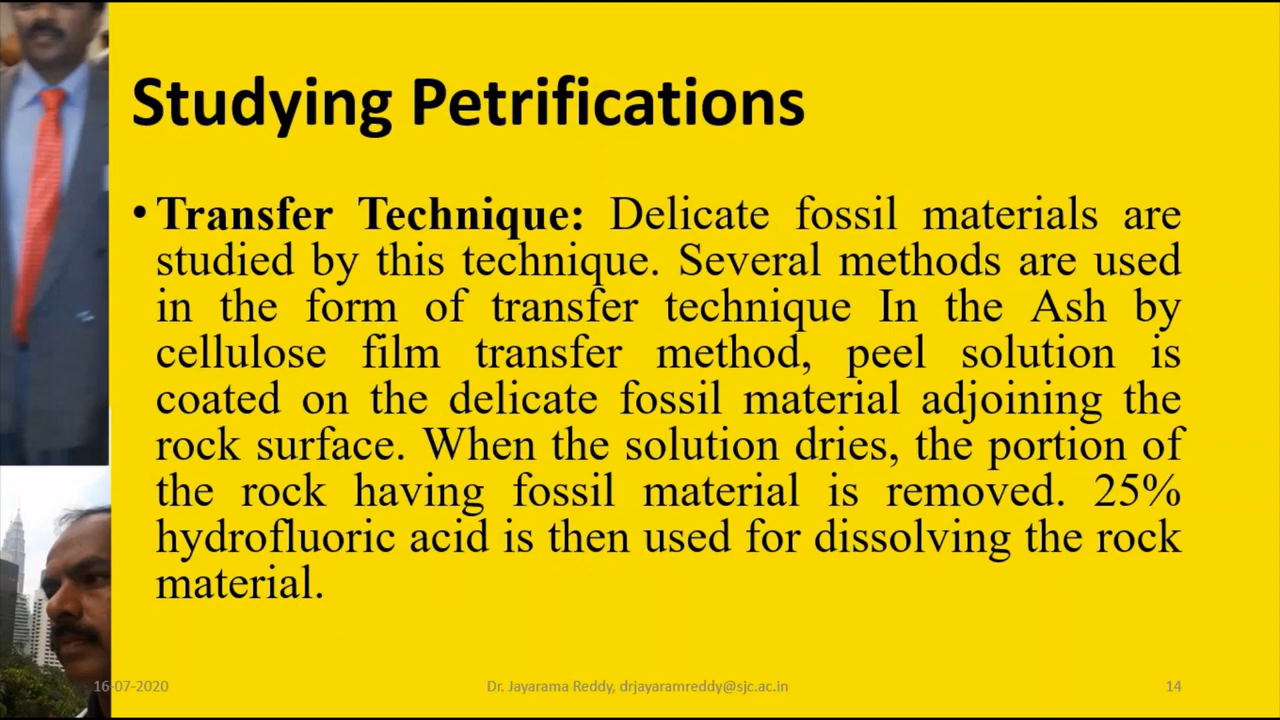 Studying Petrifications
• Transfer Technique: Delicate fossil materials are
studied by this technique. Several methods are used
in the form of transfer technique In the Ash by
cellulose film transfer method, peel solution is
coated on the delicate fossil material adjoining the
rock surface. When the solution dries, the portion of
the rock having fossil material is removed. 25%
hydrofluoric acid is then used for dissolving the rock
material.
16-07-2020
Dr. Jayarama Reddy, drjayaramreddy@sjc.ac.in
14